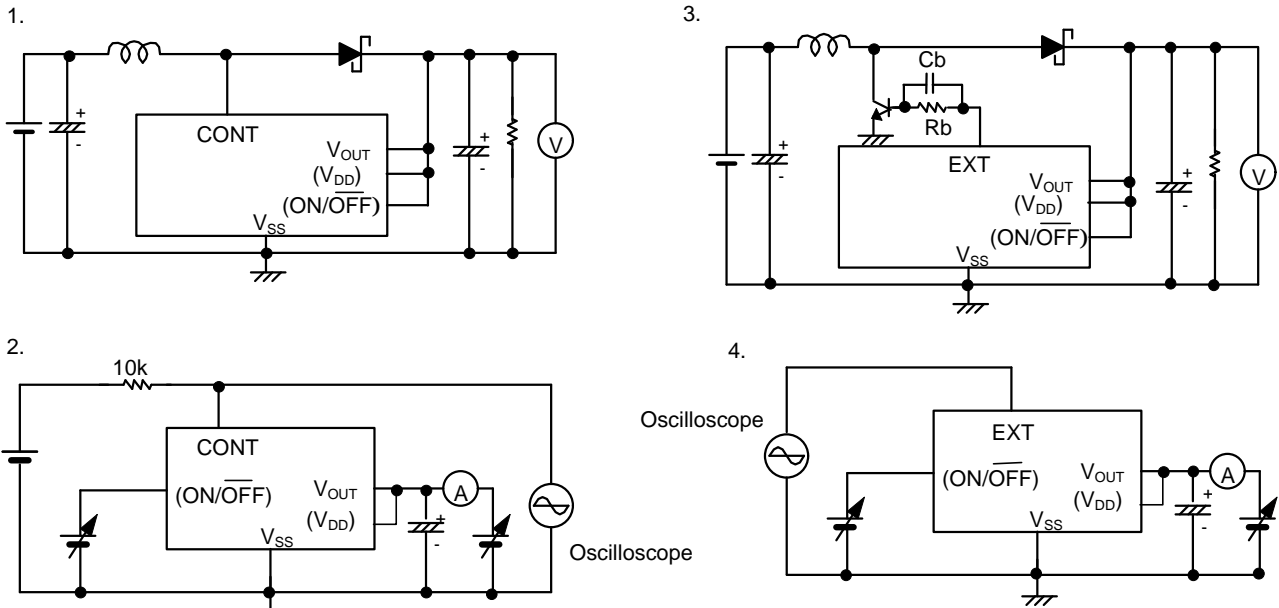 1.
+
-
CONT
VOUT
(VDD)
(ON/OFF)
VSS
+
-
V
3.
Cb
Rb
+
-
EXT
VOUT
(VDD)
(ON/OFF)
VSS
+
-
V
2.
10k
CONT
(ON/OFF)
VOUT
(VDD)
VSS
+
-
A
Oscilloscope
4.
Oscilloscope
EXT
(ON/OFF)
VOUT
(VDD)
VSS
+
-
A